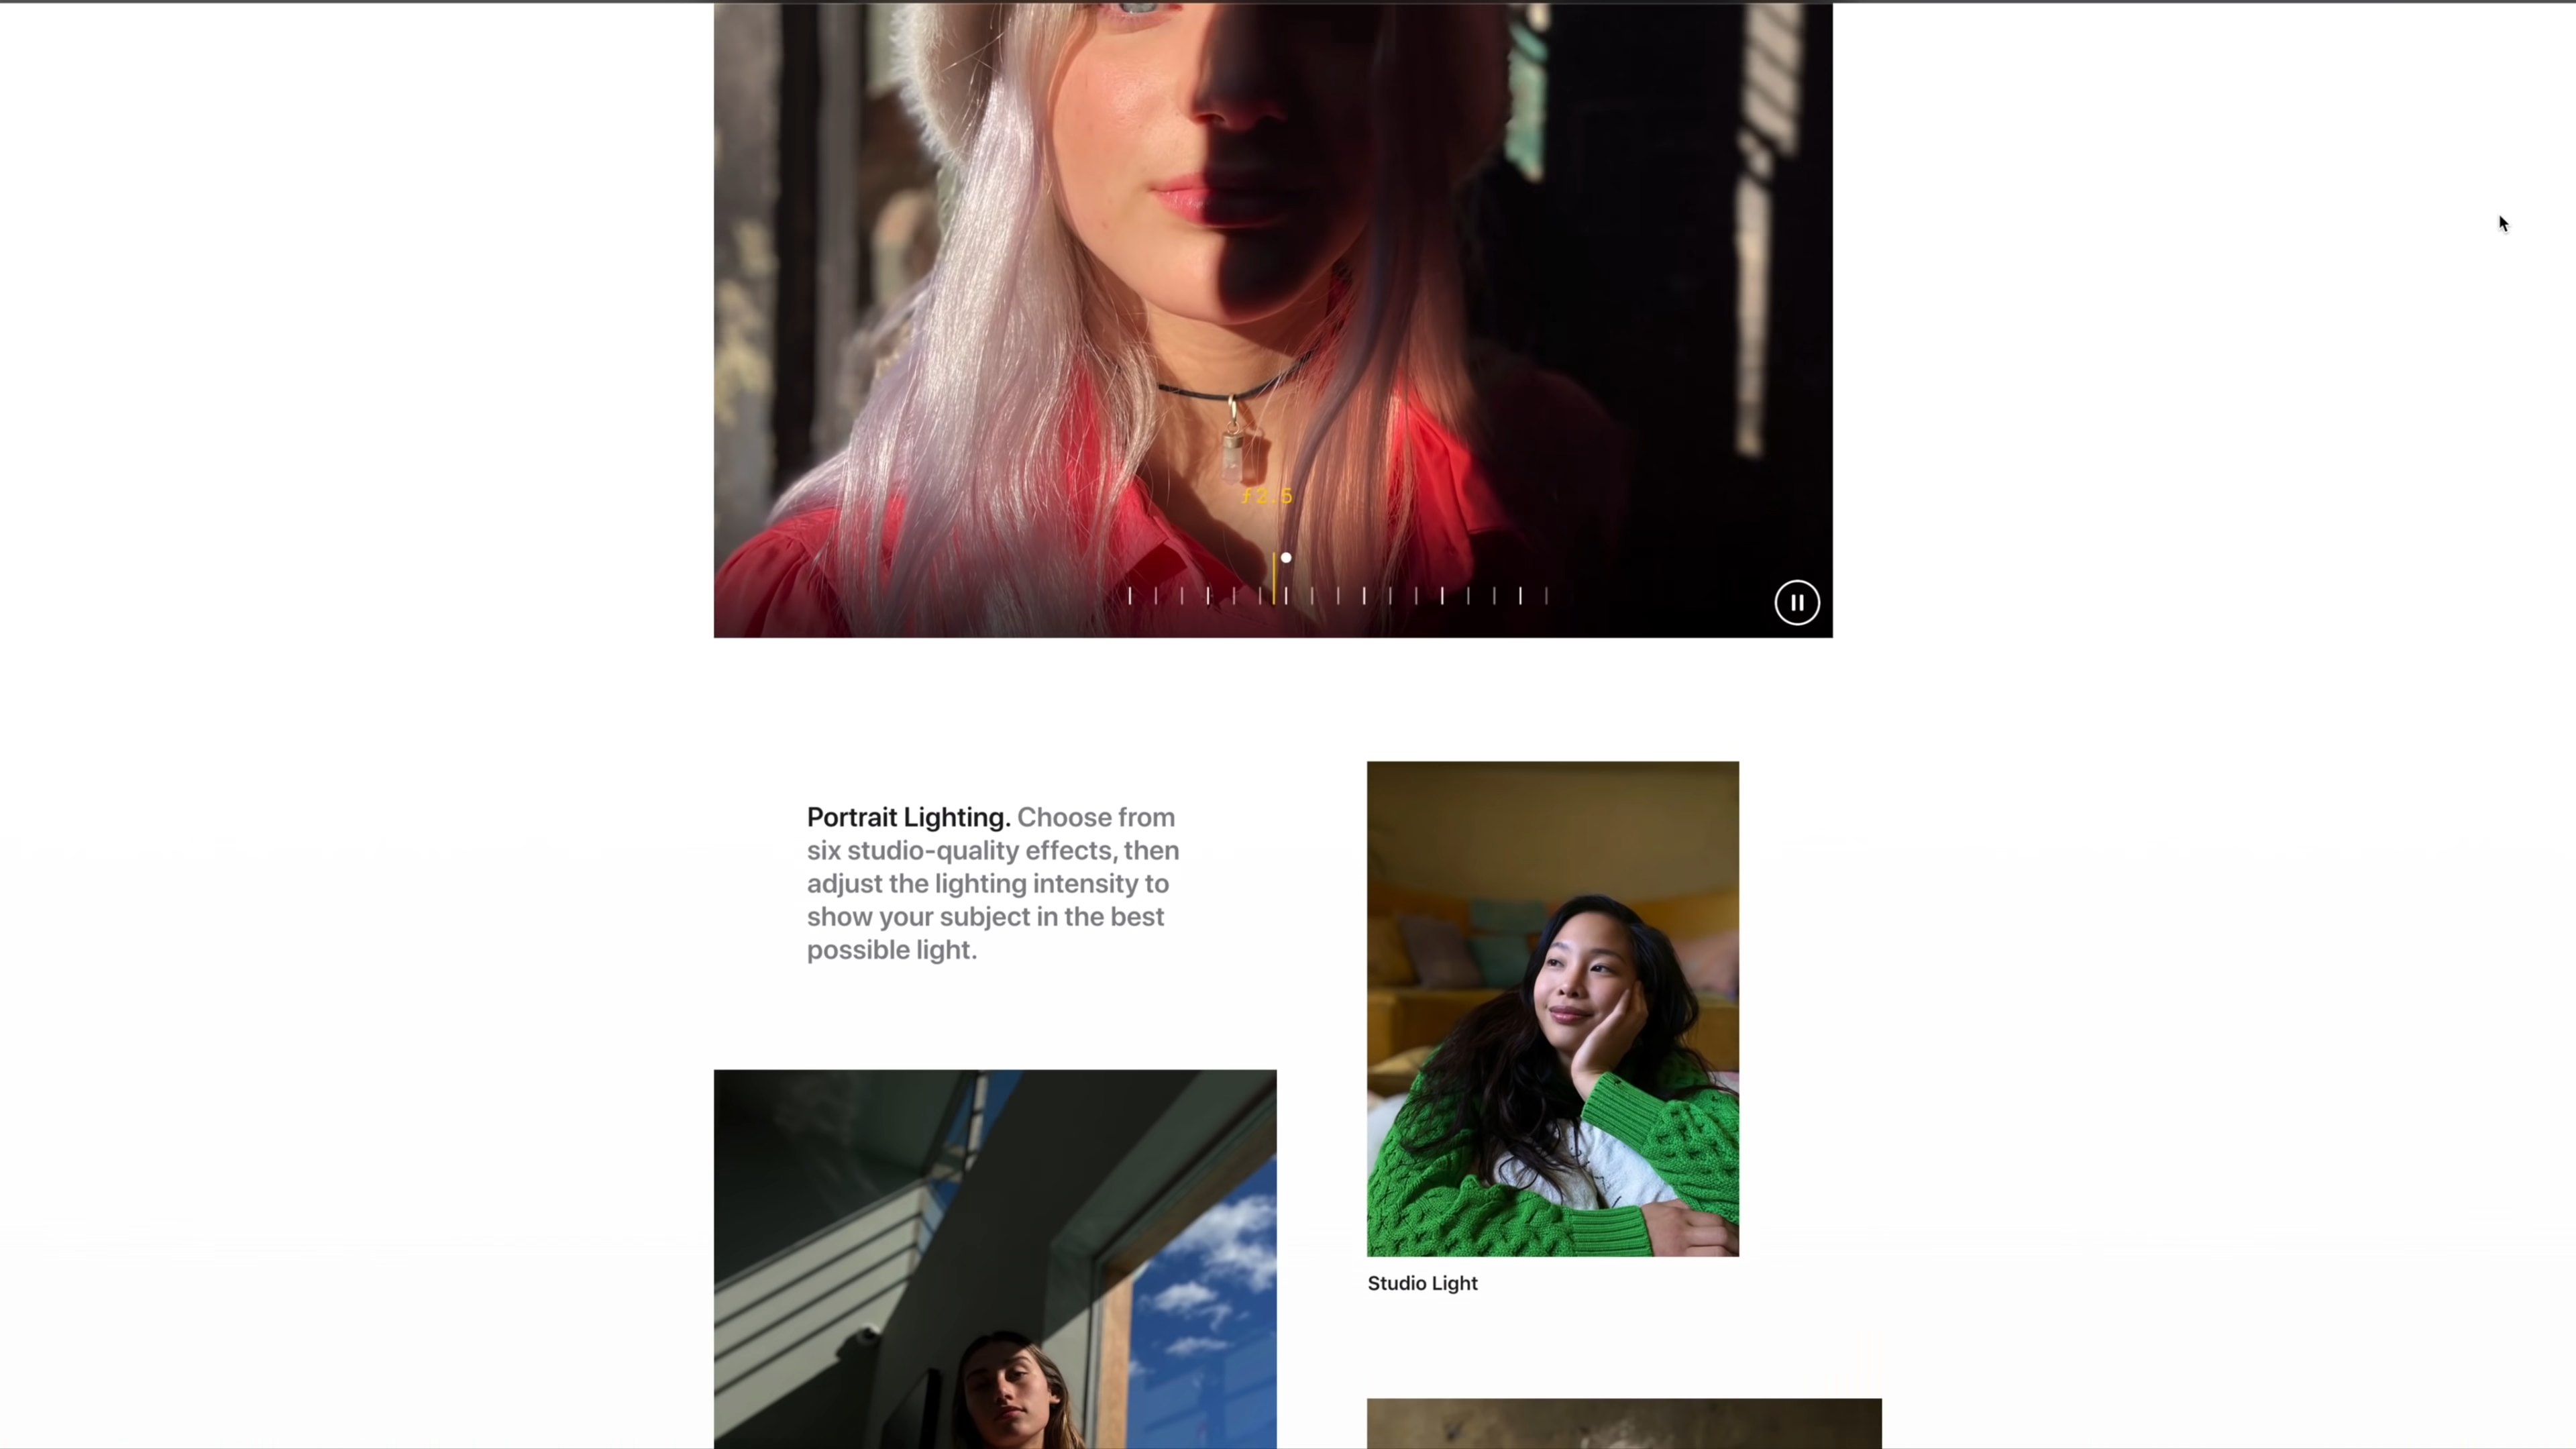 f2.5
Portrait Lighting. Choose from
six studio-quality effects, then
adjust the lighting intensity to
show your subject in the best
possible light.
Studio Light